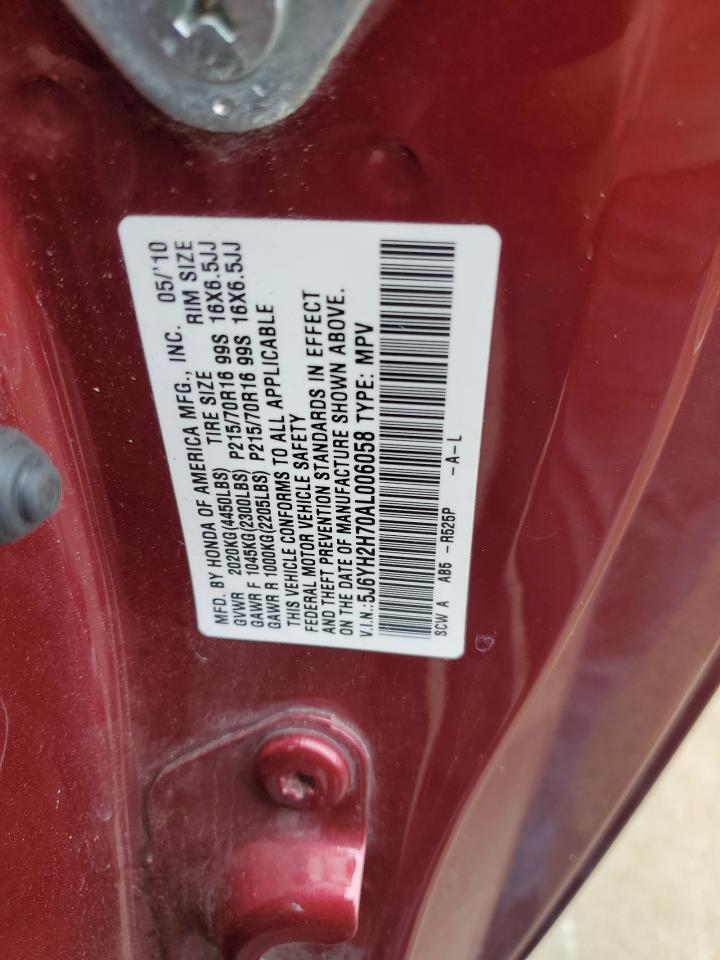 MFD. BY HONDA OF AMERICA MFG., INC. 05/'10
GVWR 2020KG(4450LBS) TIRE SIZE RIM SIZE
GAWR F 1045KG(2300LBS) P215/70R16 99S 16X6.5JJ
GAWR R 1000KG(2205LBS) P215/70R16 99S 16X6.5JJ
THIS VEHICLE CONFORMS TO ALL APPLICABLE
FEDERAL MOTOR VEHICLE SAFETY
AND THEFT PREVENTION STANDARDS IN EFFECT
ON THE DATE OF MANUFACTURE SHOWN ABOVE.
V.I.N.:5J6YH2H70AL006058 TYPE: MPV
SCW A AB5 -R525P -A-L